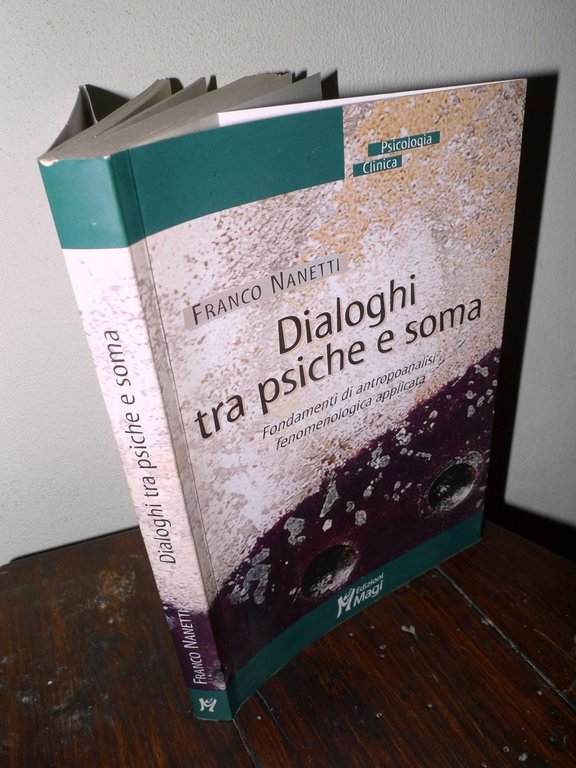 Psicologia
Clinica
FRANCO NANETTI
Dialoghi
tra psiche e soma
Fondamenti di antropoanalisi
fenomenologica applicata
Edizioni
Magi
Dialoghi tra psiche e soma
FRANCO NANETTI